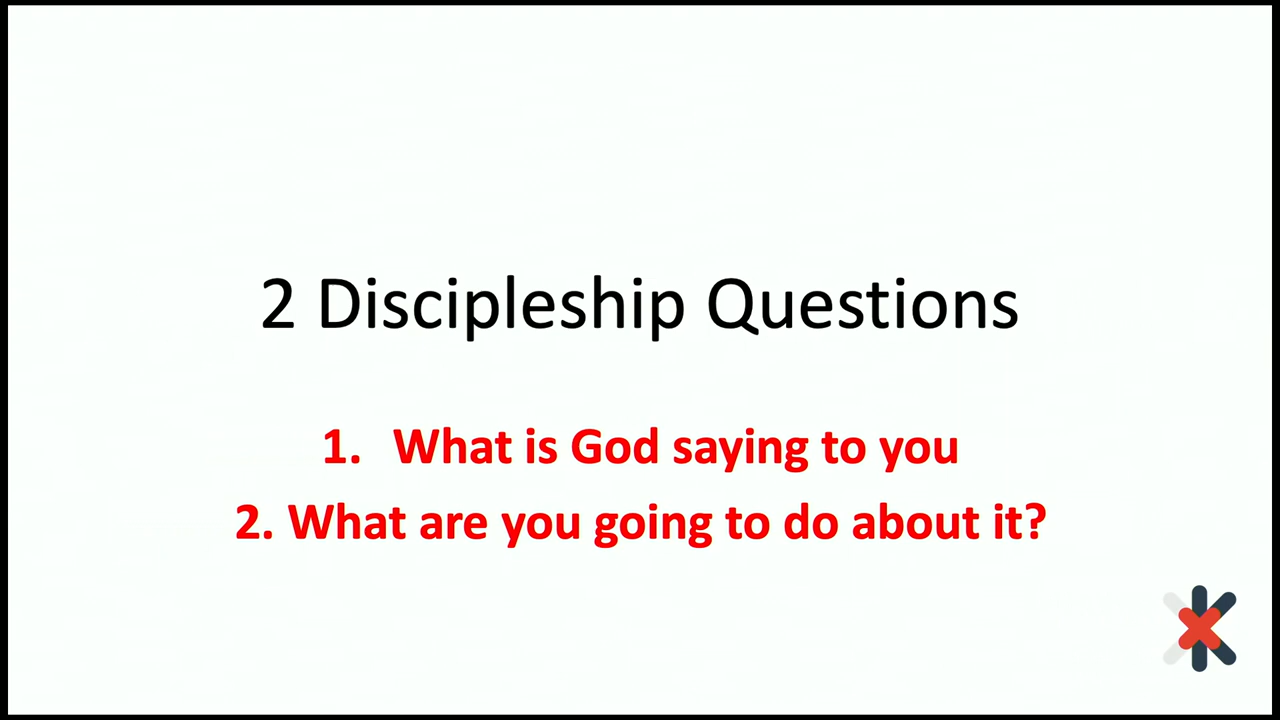 2 Discipleship Questions
1. What is God saying to you
2. What are you going to do about it?